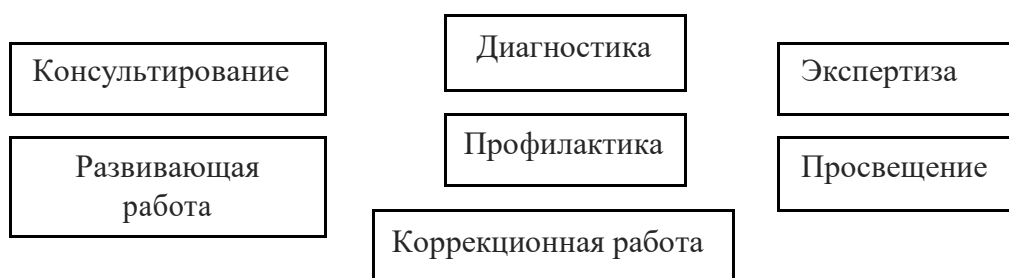 Диагностика
Консультирование
Экспертиза
Профилактика
Развивающая
работа
Просвещение
Коррекционная работа